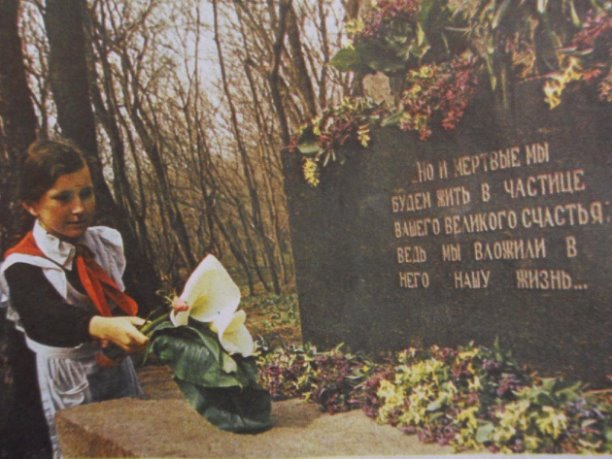 ...НО И МЕРТВЫЕ МЫ
БУДЕМ ЖИТЬ В ЧАСТИЦЕ
ВАШЕГО ВЕЛИКОГО СЧАСТЬЯ
ВЕДЬ МЫ ВЛОЖИЛИ В
НЕГО НАШУ ЖИЗНЬ...